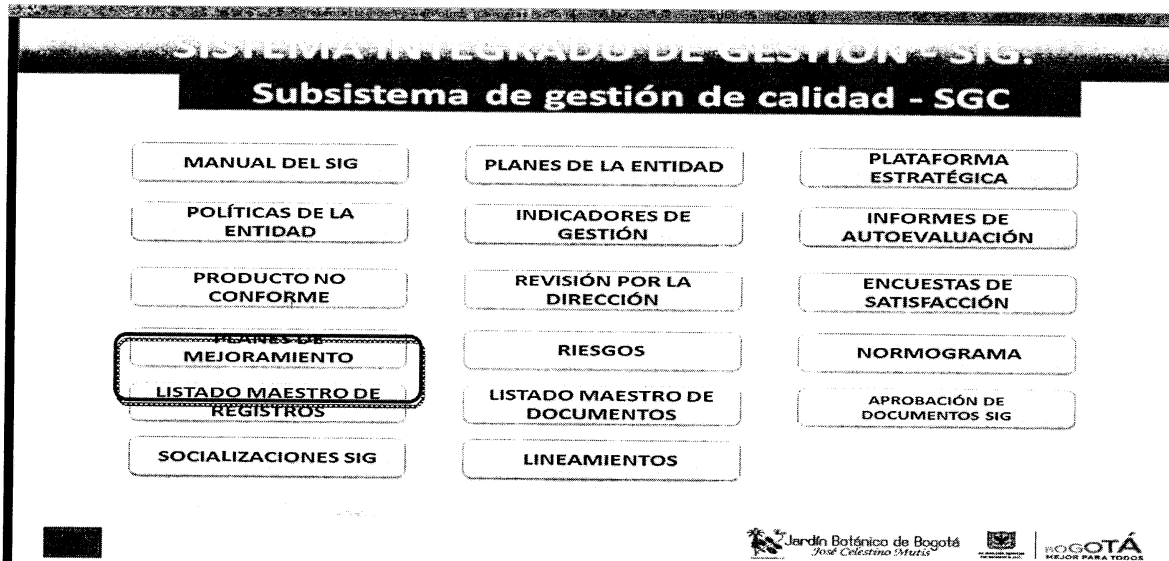 SISTEMA INTEGRADO DE GESTIÓN - SIG.
Subsistema de gestión de calidad - SGC
MANUAL DEL SIG
PLANES DE LA ENTIDAD
PLATAFORMA
ESTRATÉGICA
POLÍTICAS DE LA
ENTIDAD
INDICADORES DE
GESTIÓN
INFORMES DE
AUTOEVALUACIÓN
PRODUCTO NO
CONFORME
REVISIÓN POR LA
DIRECCIÓN
ENCUESTAS DE
SATISFACCIÓN
PLANES DE
MEJORAMIENTO
RIESGOS
NORMOGRAMA
LISTADO MAESTRO DE
REGISTROS
LISTADO MAESTRO DE
DOCUMENTOS
APROBACIÓN DE
DOCUMENTOS SIG
SOCIALIZACIONES SIG
LINEAMIENTOS
Jardín Botánico de Bogotá
José Celestino Mutis
BOGOTÁ
MEJOR PARA TODOS